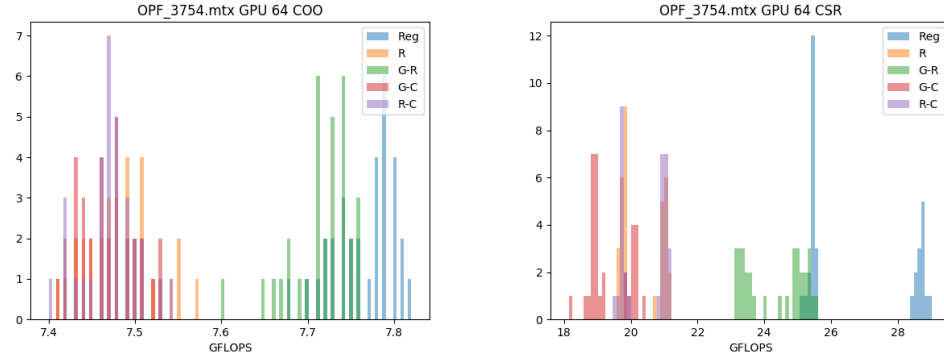 OPF_3754.mtx GPU 64 COO
7
6
5
4
3
2
1
0
7.4
7.5
7.6
7.7
7.8
GFLOPS
Reg
R
G-R
G-C
R-C
OPF_3754.mtx GPU 64 CSR
12
10
8
6
4
2
0
18
20
22
24
26
28
GFLOPS
Reg
R
G-R
G-C
R-C